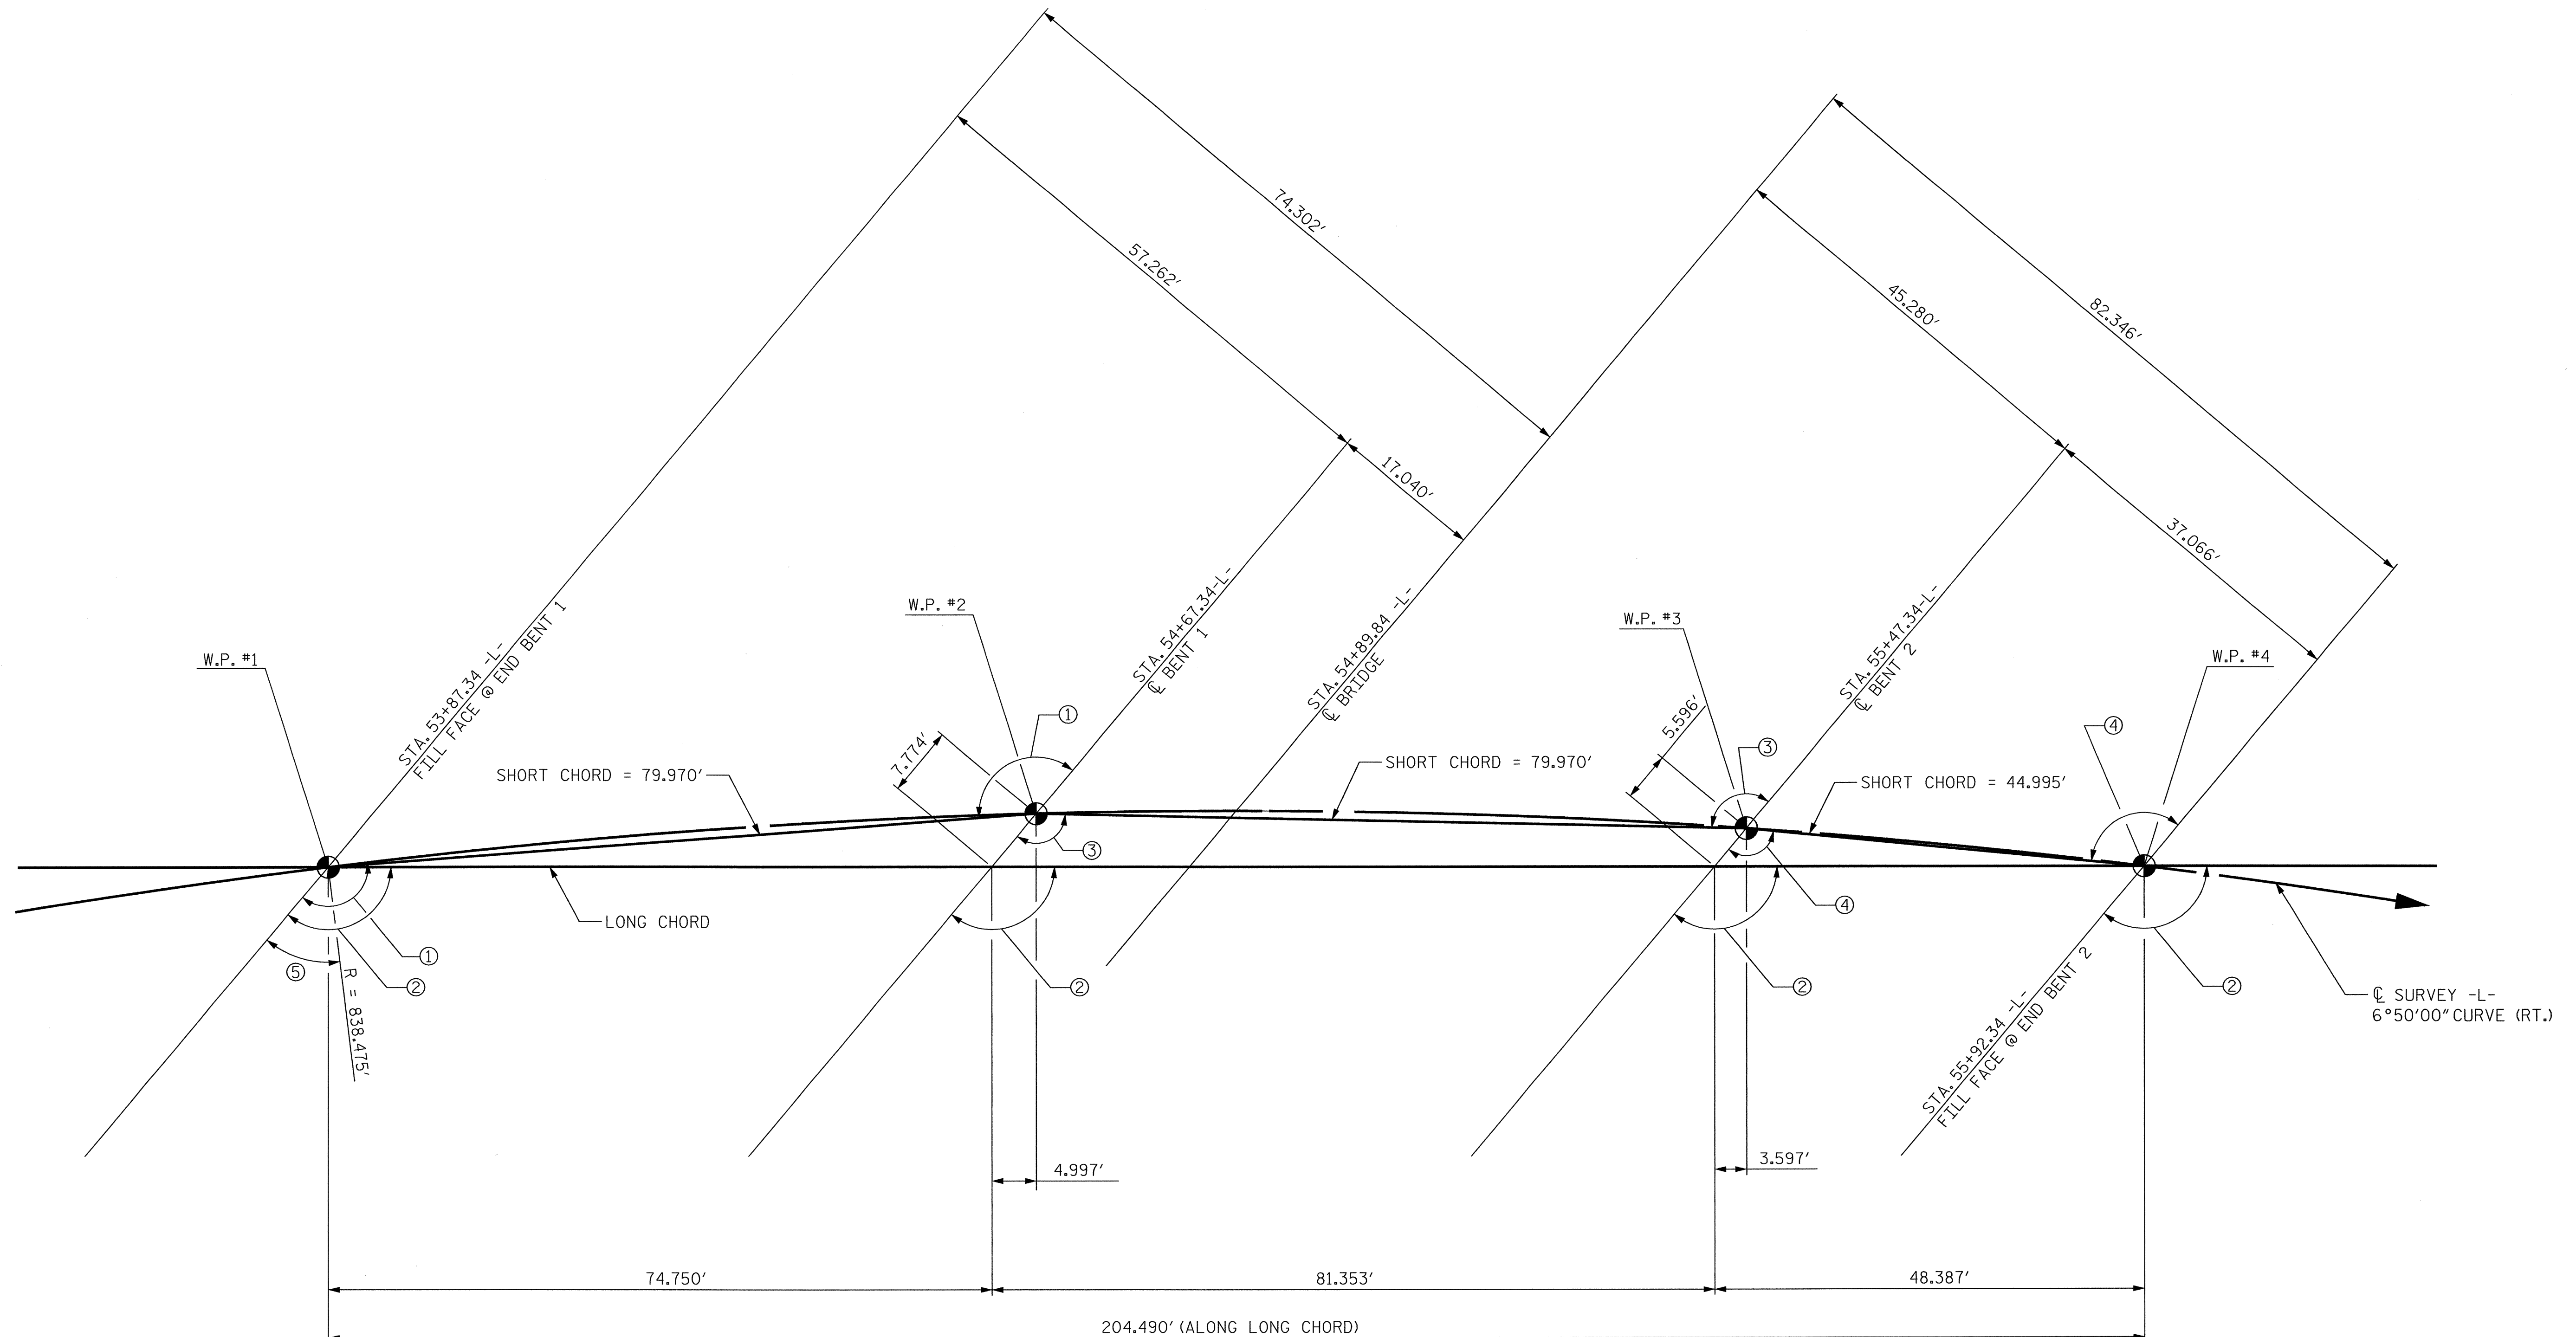 74.302′
57.262′
17.040′
82.346′
45.280′
37.066′
W.P. #1
STA. 53+87.34 -L-
FILL FACE @ END BENT 1
W.P. #2
①
STA. 54+67.34-L-
℄ BENT 1
STA. 54+89.84 -L-
℄ BRIDGE
W.P. #3
③
STA. 55+47.34-L-
℄ BENT 2
W.P. #4
④
7.774′
5.596′
SHORT CHORD = 79.970′
SHORT CHORD = 79.970′
SHORT CHORD = 44.995′
③
④
LONG CHORD
①
②
⑤
R = 838.475′
②
②
②
STA. 55+92.34 -L-
FILL FACE @ END BENT 2
℄ SURVEY -L-
6°50′00″ CURVE (RT.)
4.997′
3.597′
74.750′
81.353′
48.387′
204.490′ (ALONG LONG CHORD)